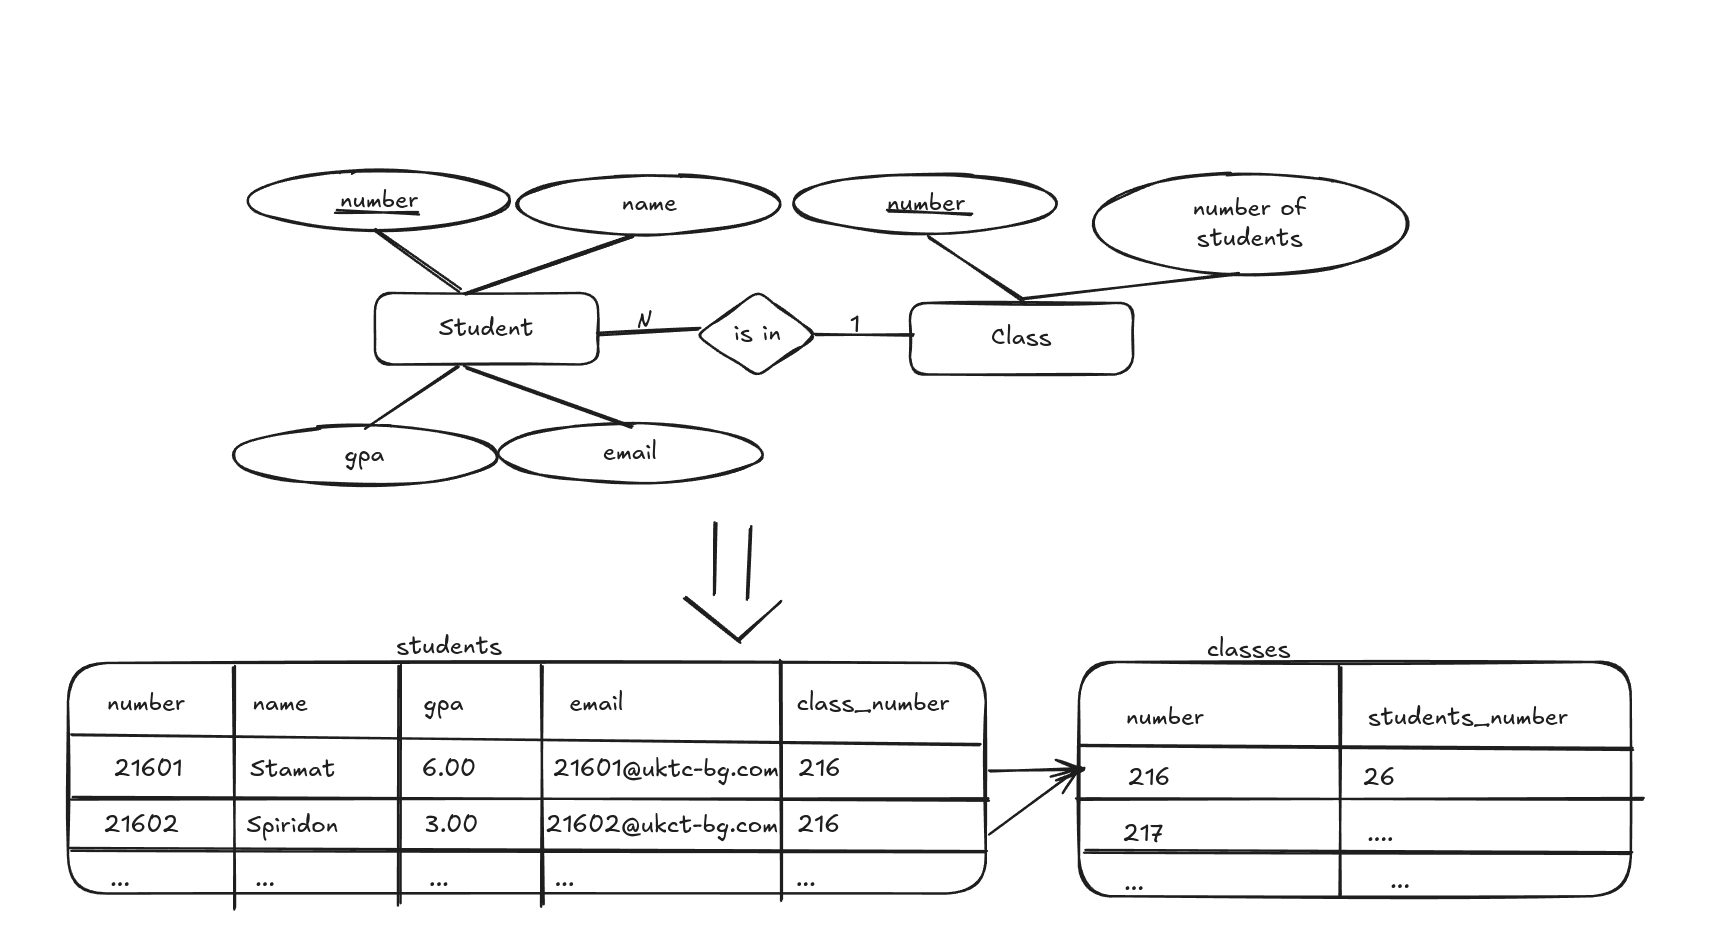 number
name
number
number of
students
Student
N
is in
1
Class
gpa
email
students
number name gpa email class_number
21601 Stamat 6.00 21601@uktc-bg.com 216
21602 Spiridon 3.00 21602@ukct-bg.com 216
... ... ... ... ...
classes
number students_number
216 26
217 ....
... ...